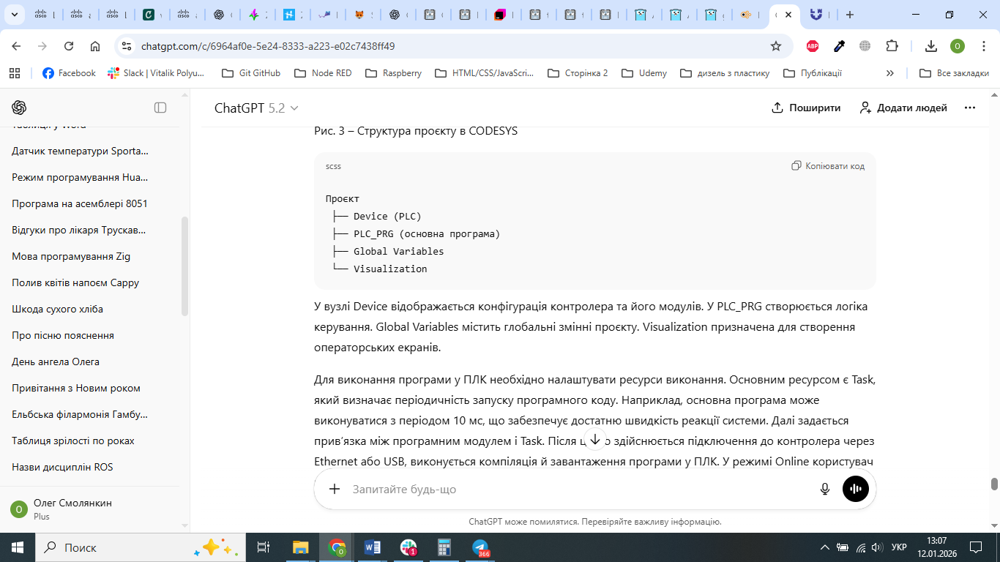 chatgpt.com/c/6964af0e-5e24-8333-a223-e02c7438ff49
ABP
O
Facebook
Slack | Vitalik Polyu...
Git GitHub
Node RED
Raspberry
HTML/CSS/JavaScri...
Сторінка 2
Udemy
дизель з пластику
Публікації
Все закладки
ChatGPT 5.2
Поширити
Додати людей
Датчик температури Sporta...
Режим програмування Hua...
Програма на асемблері 8051
Відгуки про лікаря Трускав...
Мова програмування Zig
Полив квітів напоєм Cappy
Шкода сухого хліба
Про пісню пояснення
День ангела Олега
Привітання з Новим роком
Ельбська філармонія Гамбу...
Таблиця зрілості по роках
Назви дисциплін ROS
О
Олег Смолянкин
Plus
Рис. 3 – Структура проєкту в CODESYS
scss
Копіювати код
Проєкт
├── Device (PLC)
├── PLC_PRG (основна програма)
├── Global Variables
└── Visualization
У вузлі Device відображається конфігурація контролера та його модулів. У PLC_PRG створюється логіка
керування. Global Variables містить глобальні змінні проєкту. Visualization призначена для створення
операторських екранів.
Для виконання програми у ПЛК необхідно налаштувати ресурси виконання. Основним ресурсом є Task,
який визначає періодичність запуску програмного коду. Наприклад, основна програма може
виконуватися з періодом 10 мс, що забезпечує достатню швидкість реакції системи. Далі задається
прив’язка між програмним модулем і Task. Після здійснюється підключення до контролера через
Ethernet або USB, виконується компіляція й завантаження програми у ПЛК. У режимі Online користувач
Запитайте будь-що
ChatGPT може помилятися. Перевіряйте важливу інформацію.
Поиск
1
366
УКР
13:07
12.01.2026